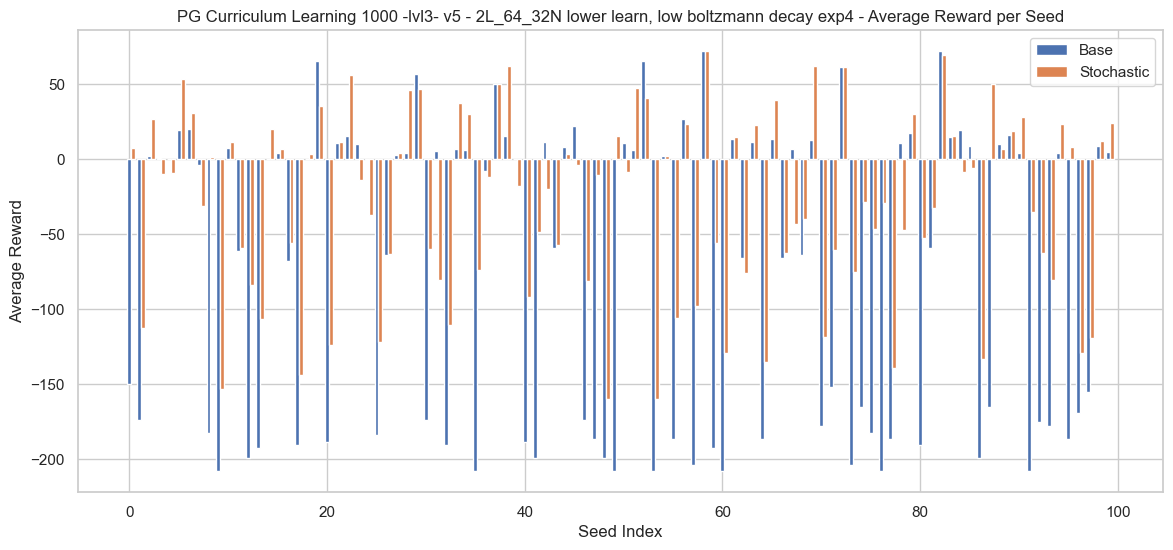 PG Curriculum Learning 1000 -lvl3- v5 - 2L_64_32N lower learn, low boltzmann decay exp4 - Average Reward per Seed
Base
Stochastic
50
0
−50
−100
−150
−200
Average Reward
0 20 40 60 80 100
Seed Index